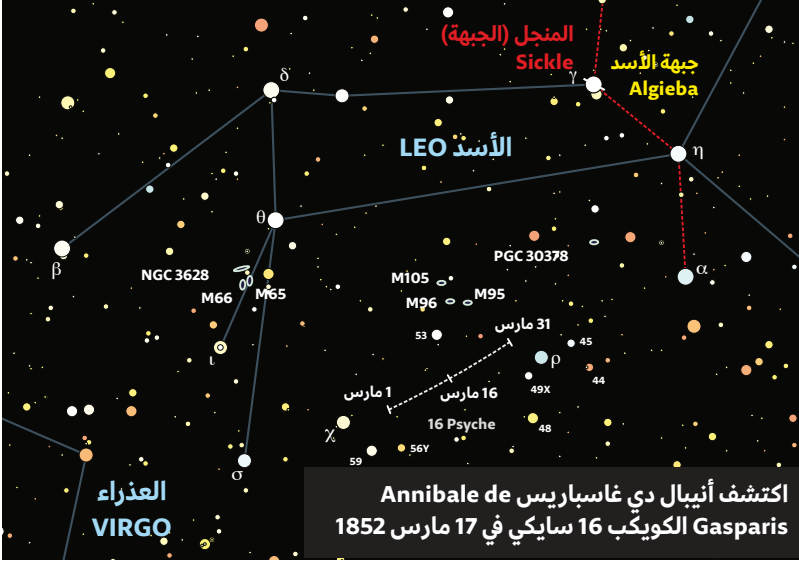 المنجل (الجبهة)
Sickle
جبهة الأسد
Algieba
γ
δ
الأسد LEO
η
θ
β
α
PGC 30378
NGC 3628
M66
M65
M105
M96
M95
31 مارس
53
45
ρ
ι
44
49X
16 مارس
1 مارس
16 Psyche
48
χ
56Y
59
σ
العذراء
VIRGO
اكتشف أنيبال دي غاسباريس Annibale de
Gasparis الكويكب 16 سايكي في 17 مارس 1852